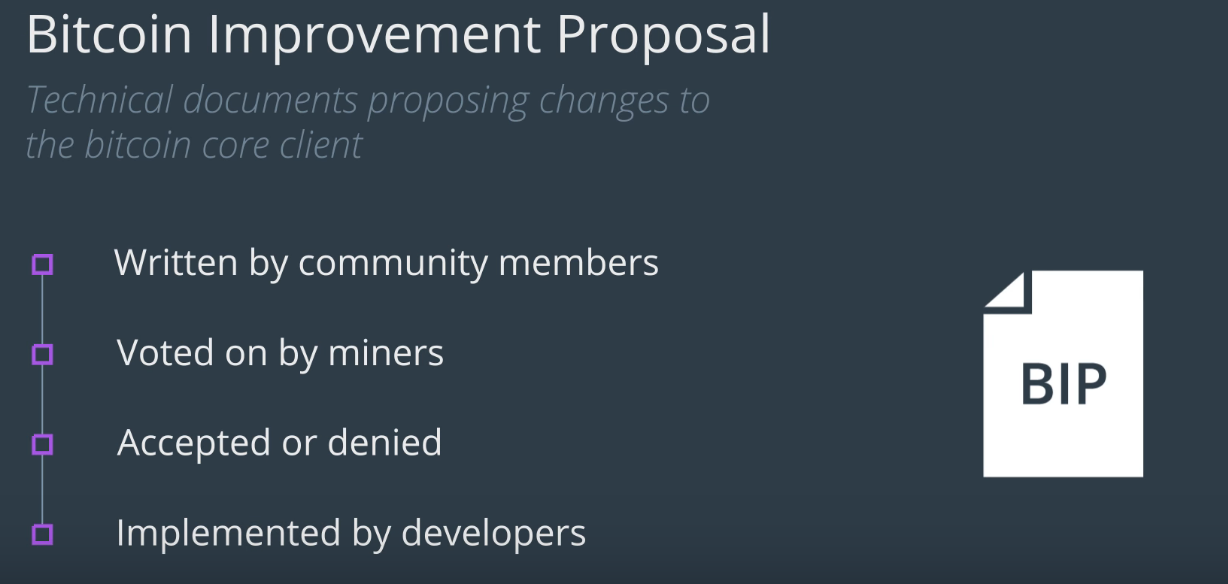 Bitcoin Improvement Proposal
Technical documents proposing changes to
the bitcoin core client
Written by community members
Voted on by miners
Accepted or denied
Implemented by developers
BIP